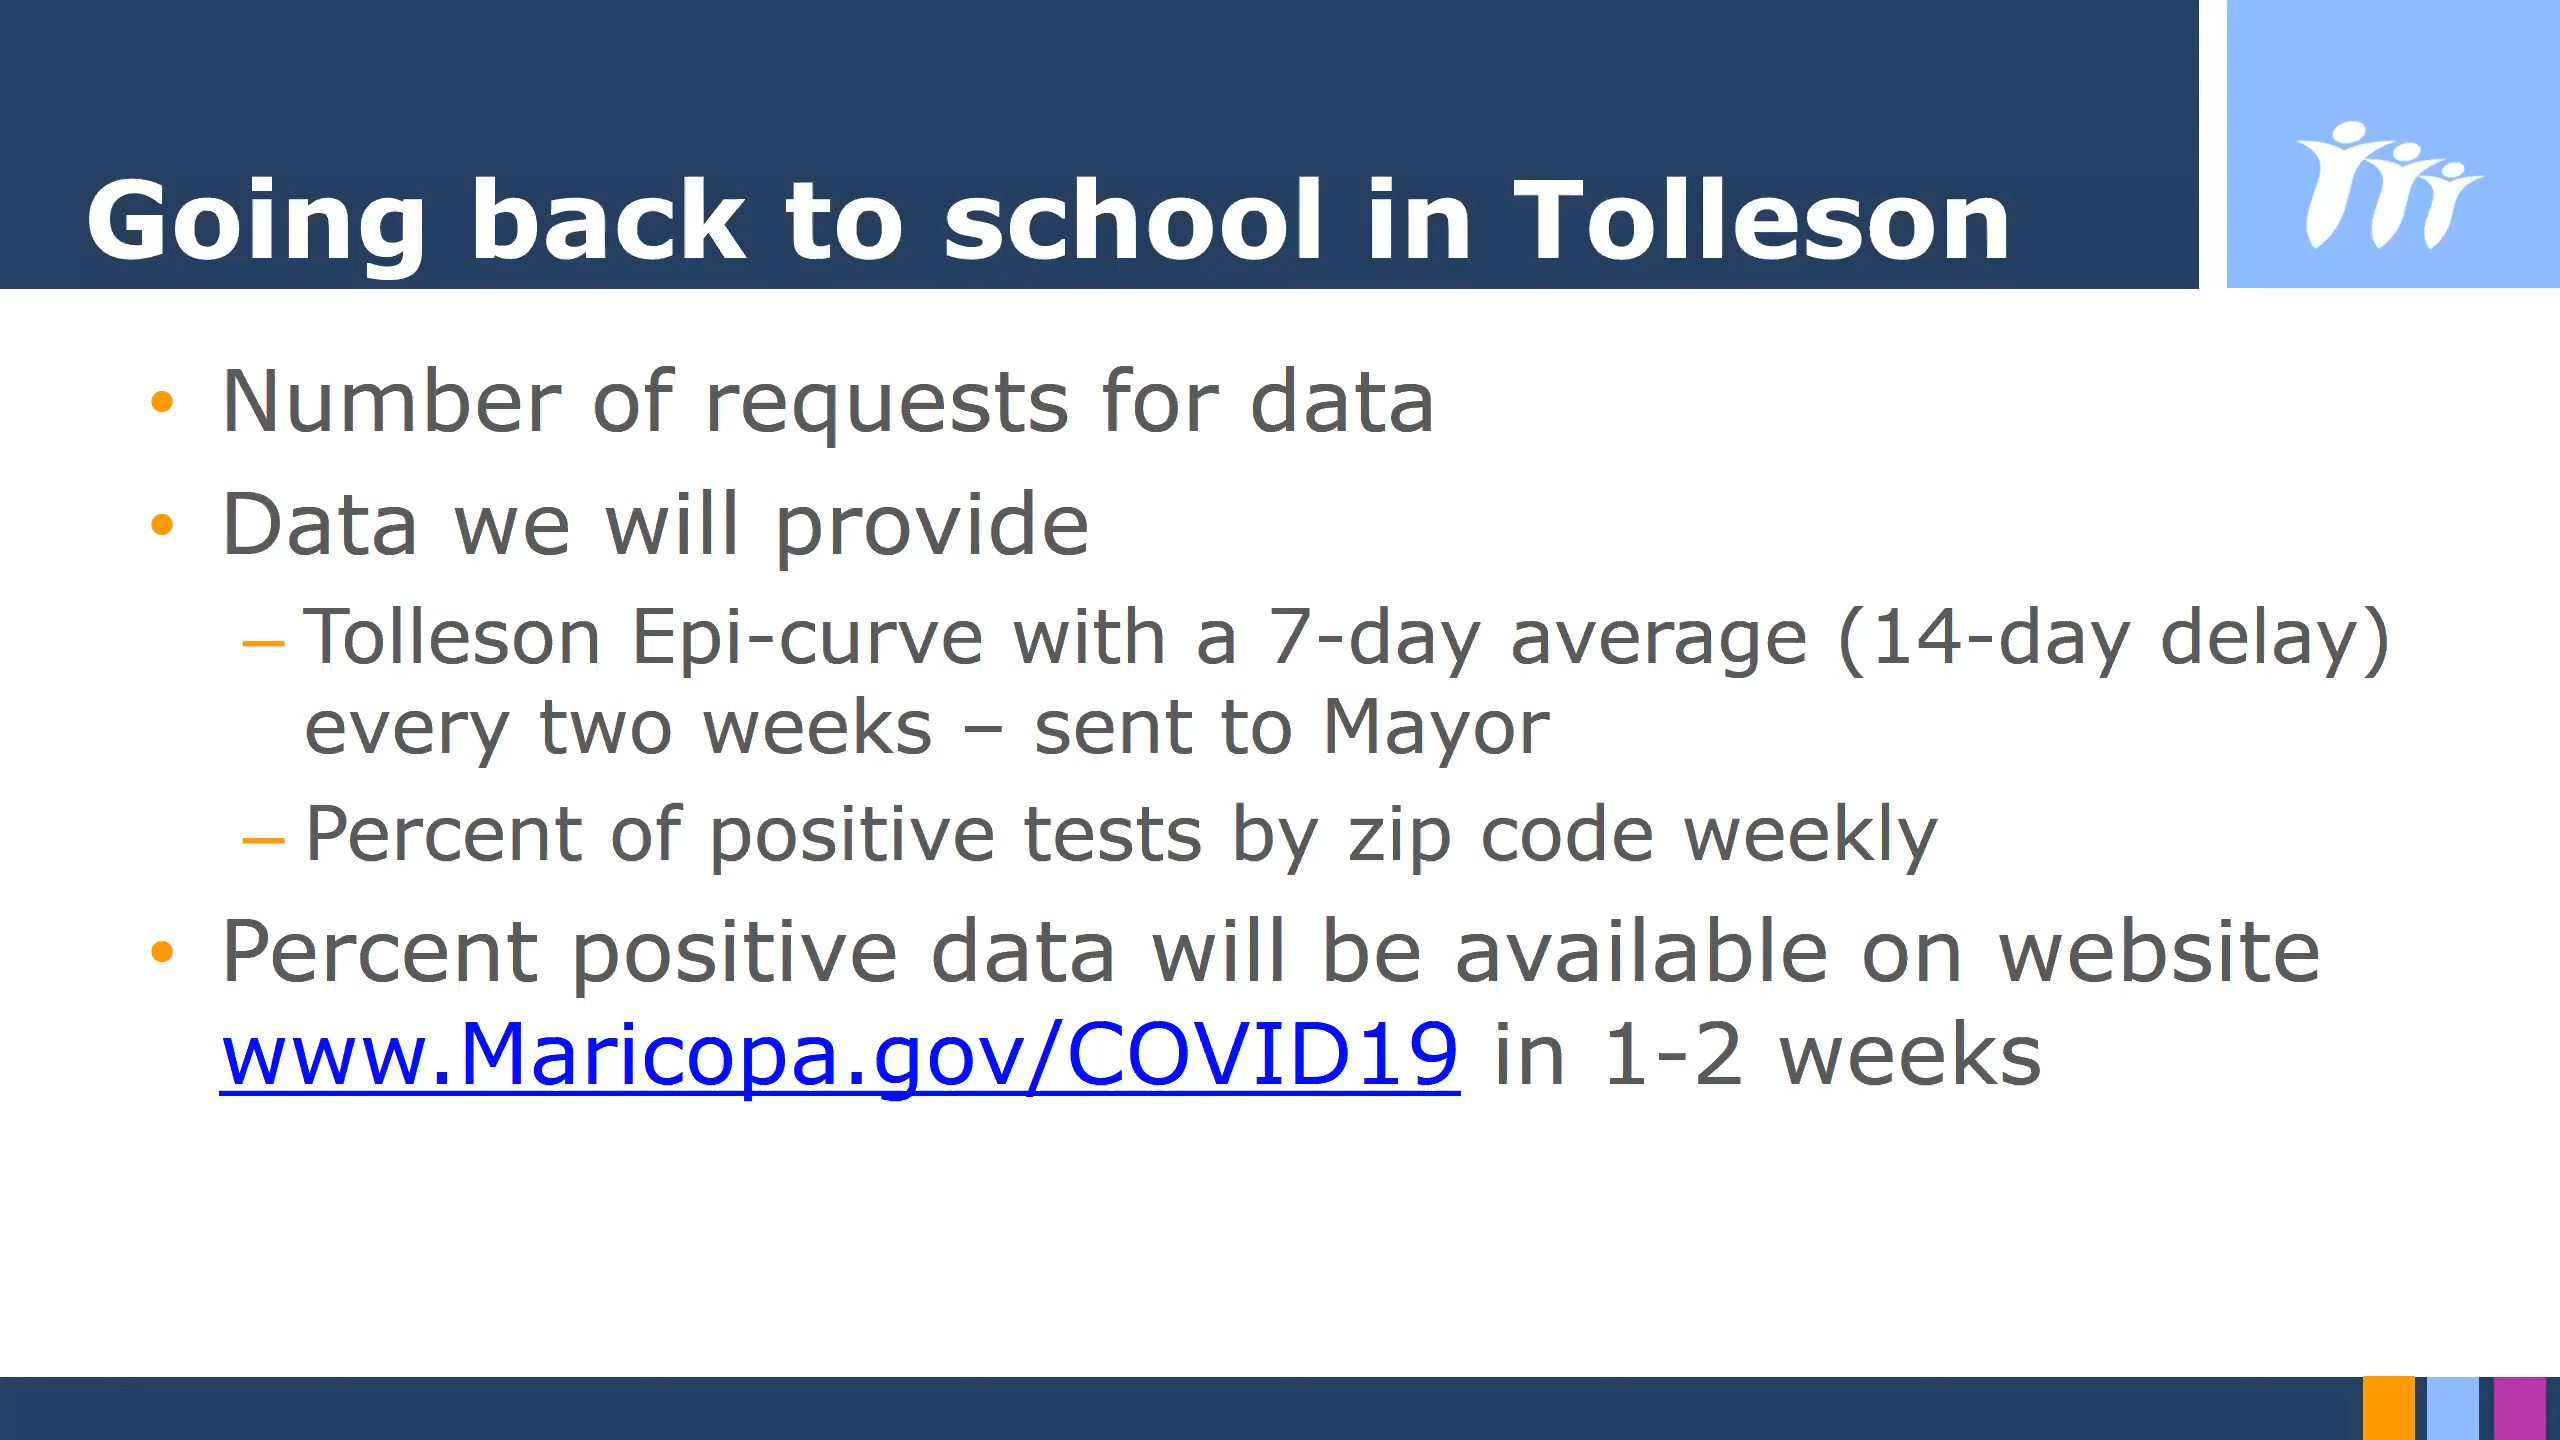 Going back to school in Tolleson
• Number of requests for data
• Data we will provide
– Tolleson Epi-curve with a 7-day average (14-day delay)
every two weeks – sent to Mayor
– Percent of positive tests by zip code weekly
• Percent positive data will be available on website
www.Maricopa.gov/COVID19 in 1-2 weeks